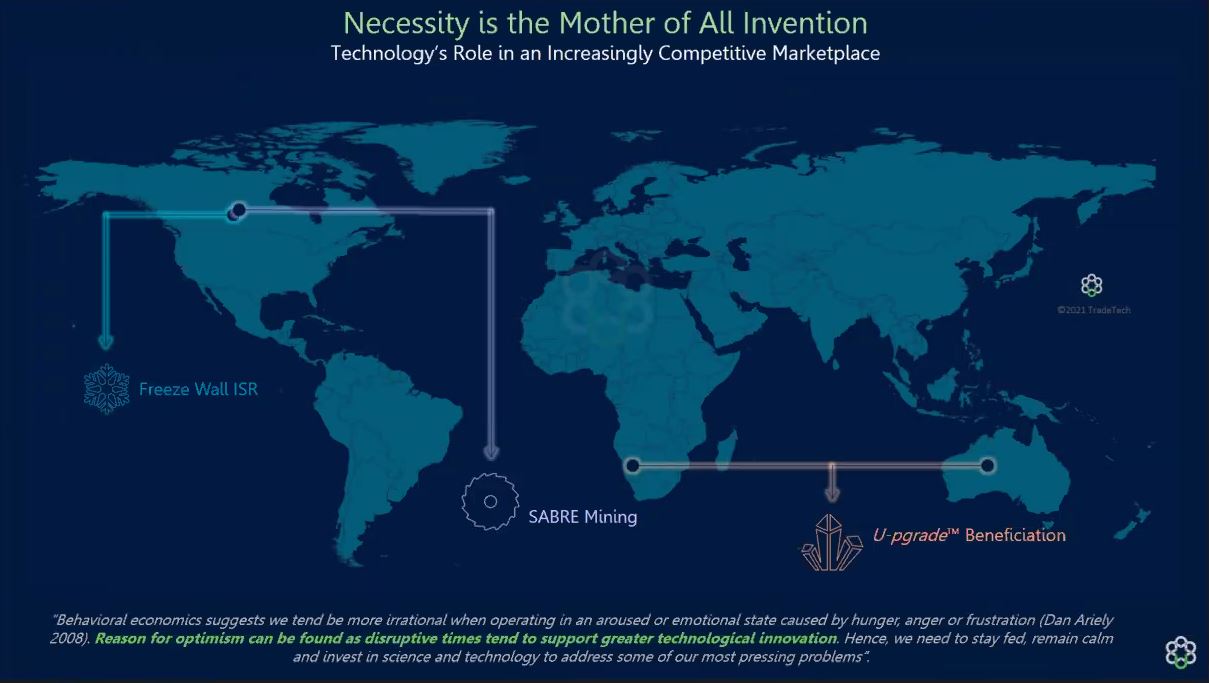 Necessity is the Mother of All Invention
Technology's Role in an Increasingly Competitive Marketplace
©2021 TradeTech
Freeze Wall ISR
SABRE Mining
U-pgrade™ Beneficiation
"Behavioral economics suggests we tend be more irrational when operating in an aroused or emotional state caused by hunger, anger or frustration (Dan Ariely
2008). Reason for optimism can be found as disruptive times tend to support greater technological innovation. Hence, we need to stay fed, remain calm
and invest in science and technology to address some of our most pressing problems".